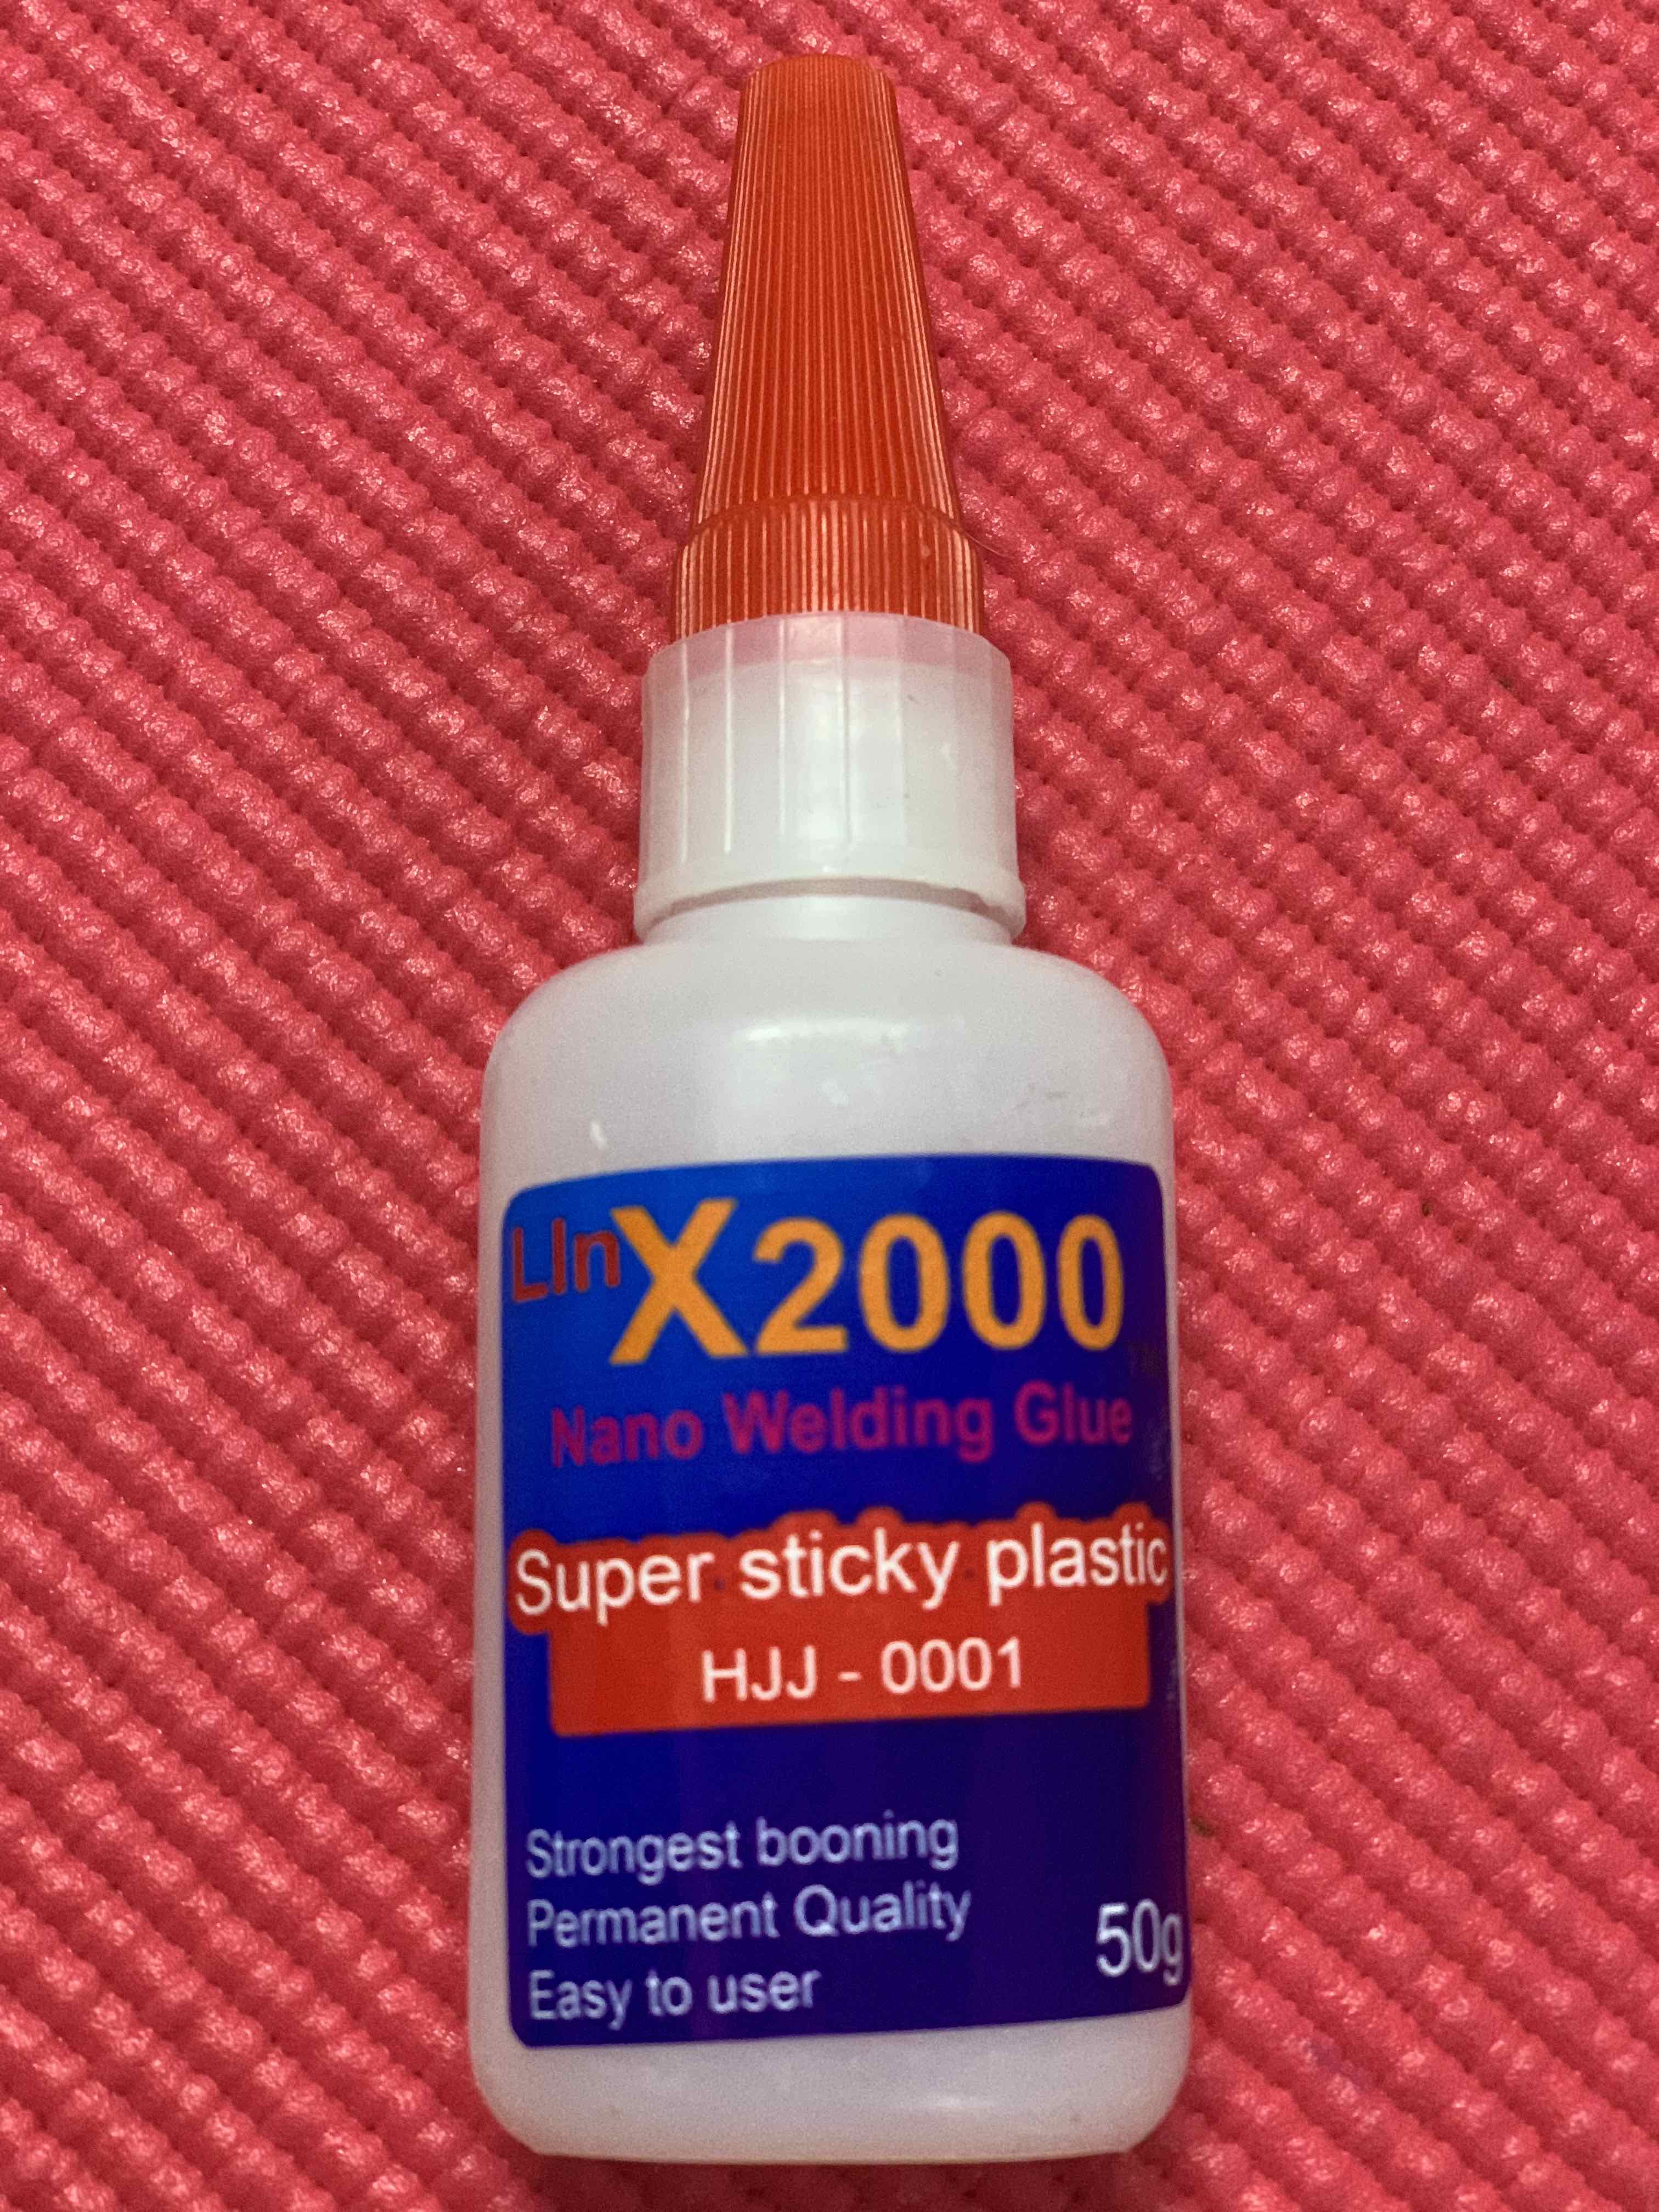 LInX2000
Nano Welding Glue
Super sticky plastic
HJJ - 0001
Strongest booning
Permanent Quality
Easy to user
50g